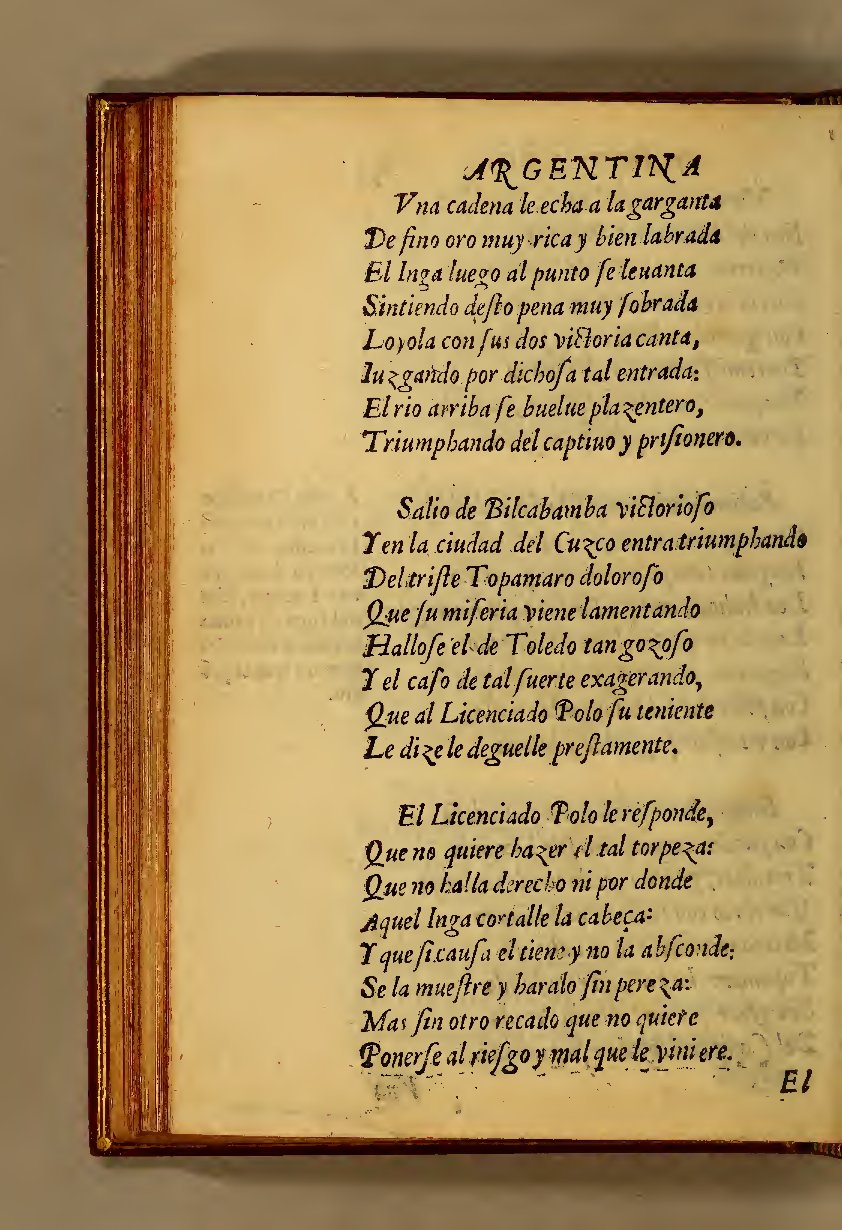 ARGENTINA
Vna cadena le echa a la garganta
De fino oro muy rica y bien labrada
El Inga luego al punto ſe leuanta
Sintiendo deſto pena muy ſobrada
Loyola con ſus dos victoria canta,
Iuzgando por dichoſa tal entrada:
El rio arriba ſe buelue plazentero,
Triumphando del captiuo y priſionero.
Salio de Bilcabamba victorioſo
Y en la ciudad del Cuzco entra triumphando
Del triſte Topamaro doloroſo
Que ſu miſeria viene lamentando
Halloſe el de Toledo tan gozoſo
Y el caſo de tal ſuerte exagerando,
Que al Licenciado Polo ſu teniente
Le dize le deguelle preſtamente.
El Licenciado Polo le reſponde,
Que no quiere hazer el tal torpeza:
Que no halla derecho ni por donde
Aquel Inga cortalle la cabeça:
Y que ſi cauſa el tiene y no la abſconde:
Se la mueſtre y haralo ſin pereza:
Mas ſin otro recado que no quiere
Ponerſe al rieſgo y mal que le viniere.
El